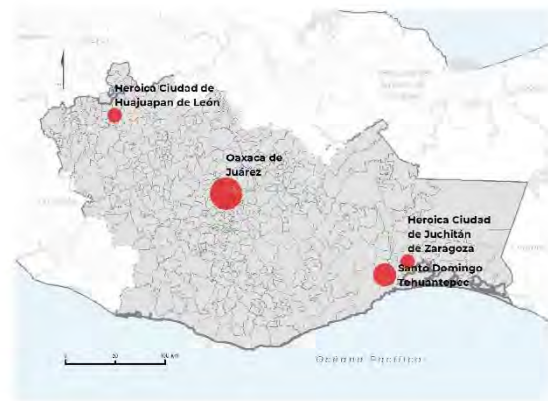 Heroica Ciudad de
Huajuapan de León
Oaxaca de
Juárez
Heroica Ciudad
de Juchitán
de Zaragoza
Santo Domingo
Tehuantepec
Océano Pacífico